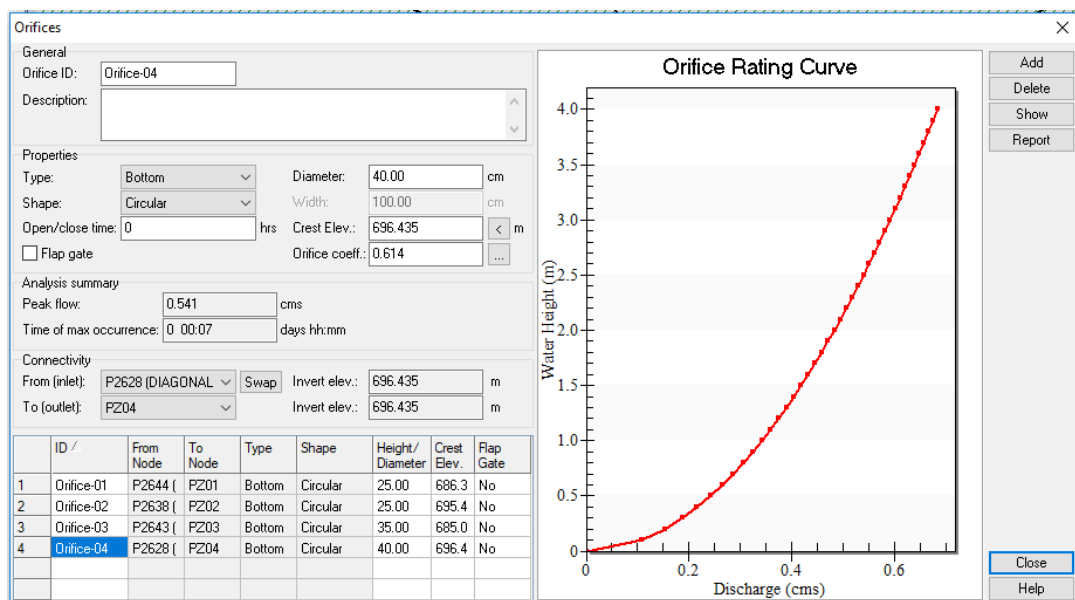 Orifices
General
Orifice ID: Orifice-04
Description:
Properties
Type: Bottom Diameter: 40.00 cm
Shape: Circular Width: 100.00 cm
Open/close time: 0 hrs Crest Elev.: 696.435 < m
Flap gate Orifice coeff.: 0.614 ...
Analysis summary
Peak flow: 0.541 cms
Time of max occurrence: 0 00:07 days hh:mm
Connectivity
From (inlet): P2628 (DIAGONAL Swap Invert elev.: 696.435 m
To (outlet): PZ04 Invert elev.: 696.435 m
ID From Node To Node Type Shape Height/ Diameter Crest Elev. Flap Gate
1 Orifice-01 P2644 ( PZ01 Bottom Circular 25.00 686.3 No
2 Orifice-02 P2638 ( PZ02 Bottom Circular 25.00 695.4 No
3 Orifice-03 P2643 ( PZ03 Bottom Circular 35.00 685.0 No
4 Orifice-04 P2628 ( PZ04 Bottom Circular 40.00 696.4 No
Orifice Rating Curve
Water Height (m)
4.0
3.5
3.0
2.5
2.0
1.5
1.0
0.5
0
0 0.2 0.4 0.6
Discharge (cms)
Add
Delete
Show
Report
Close
Help